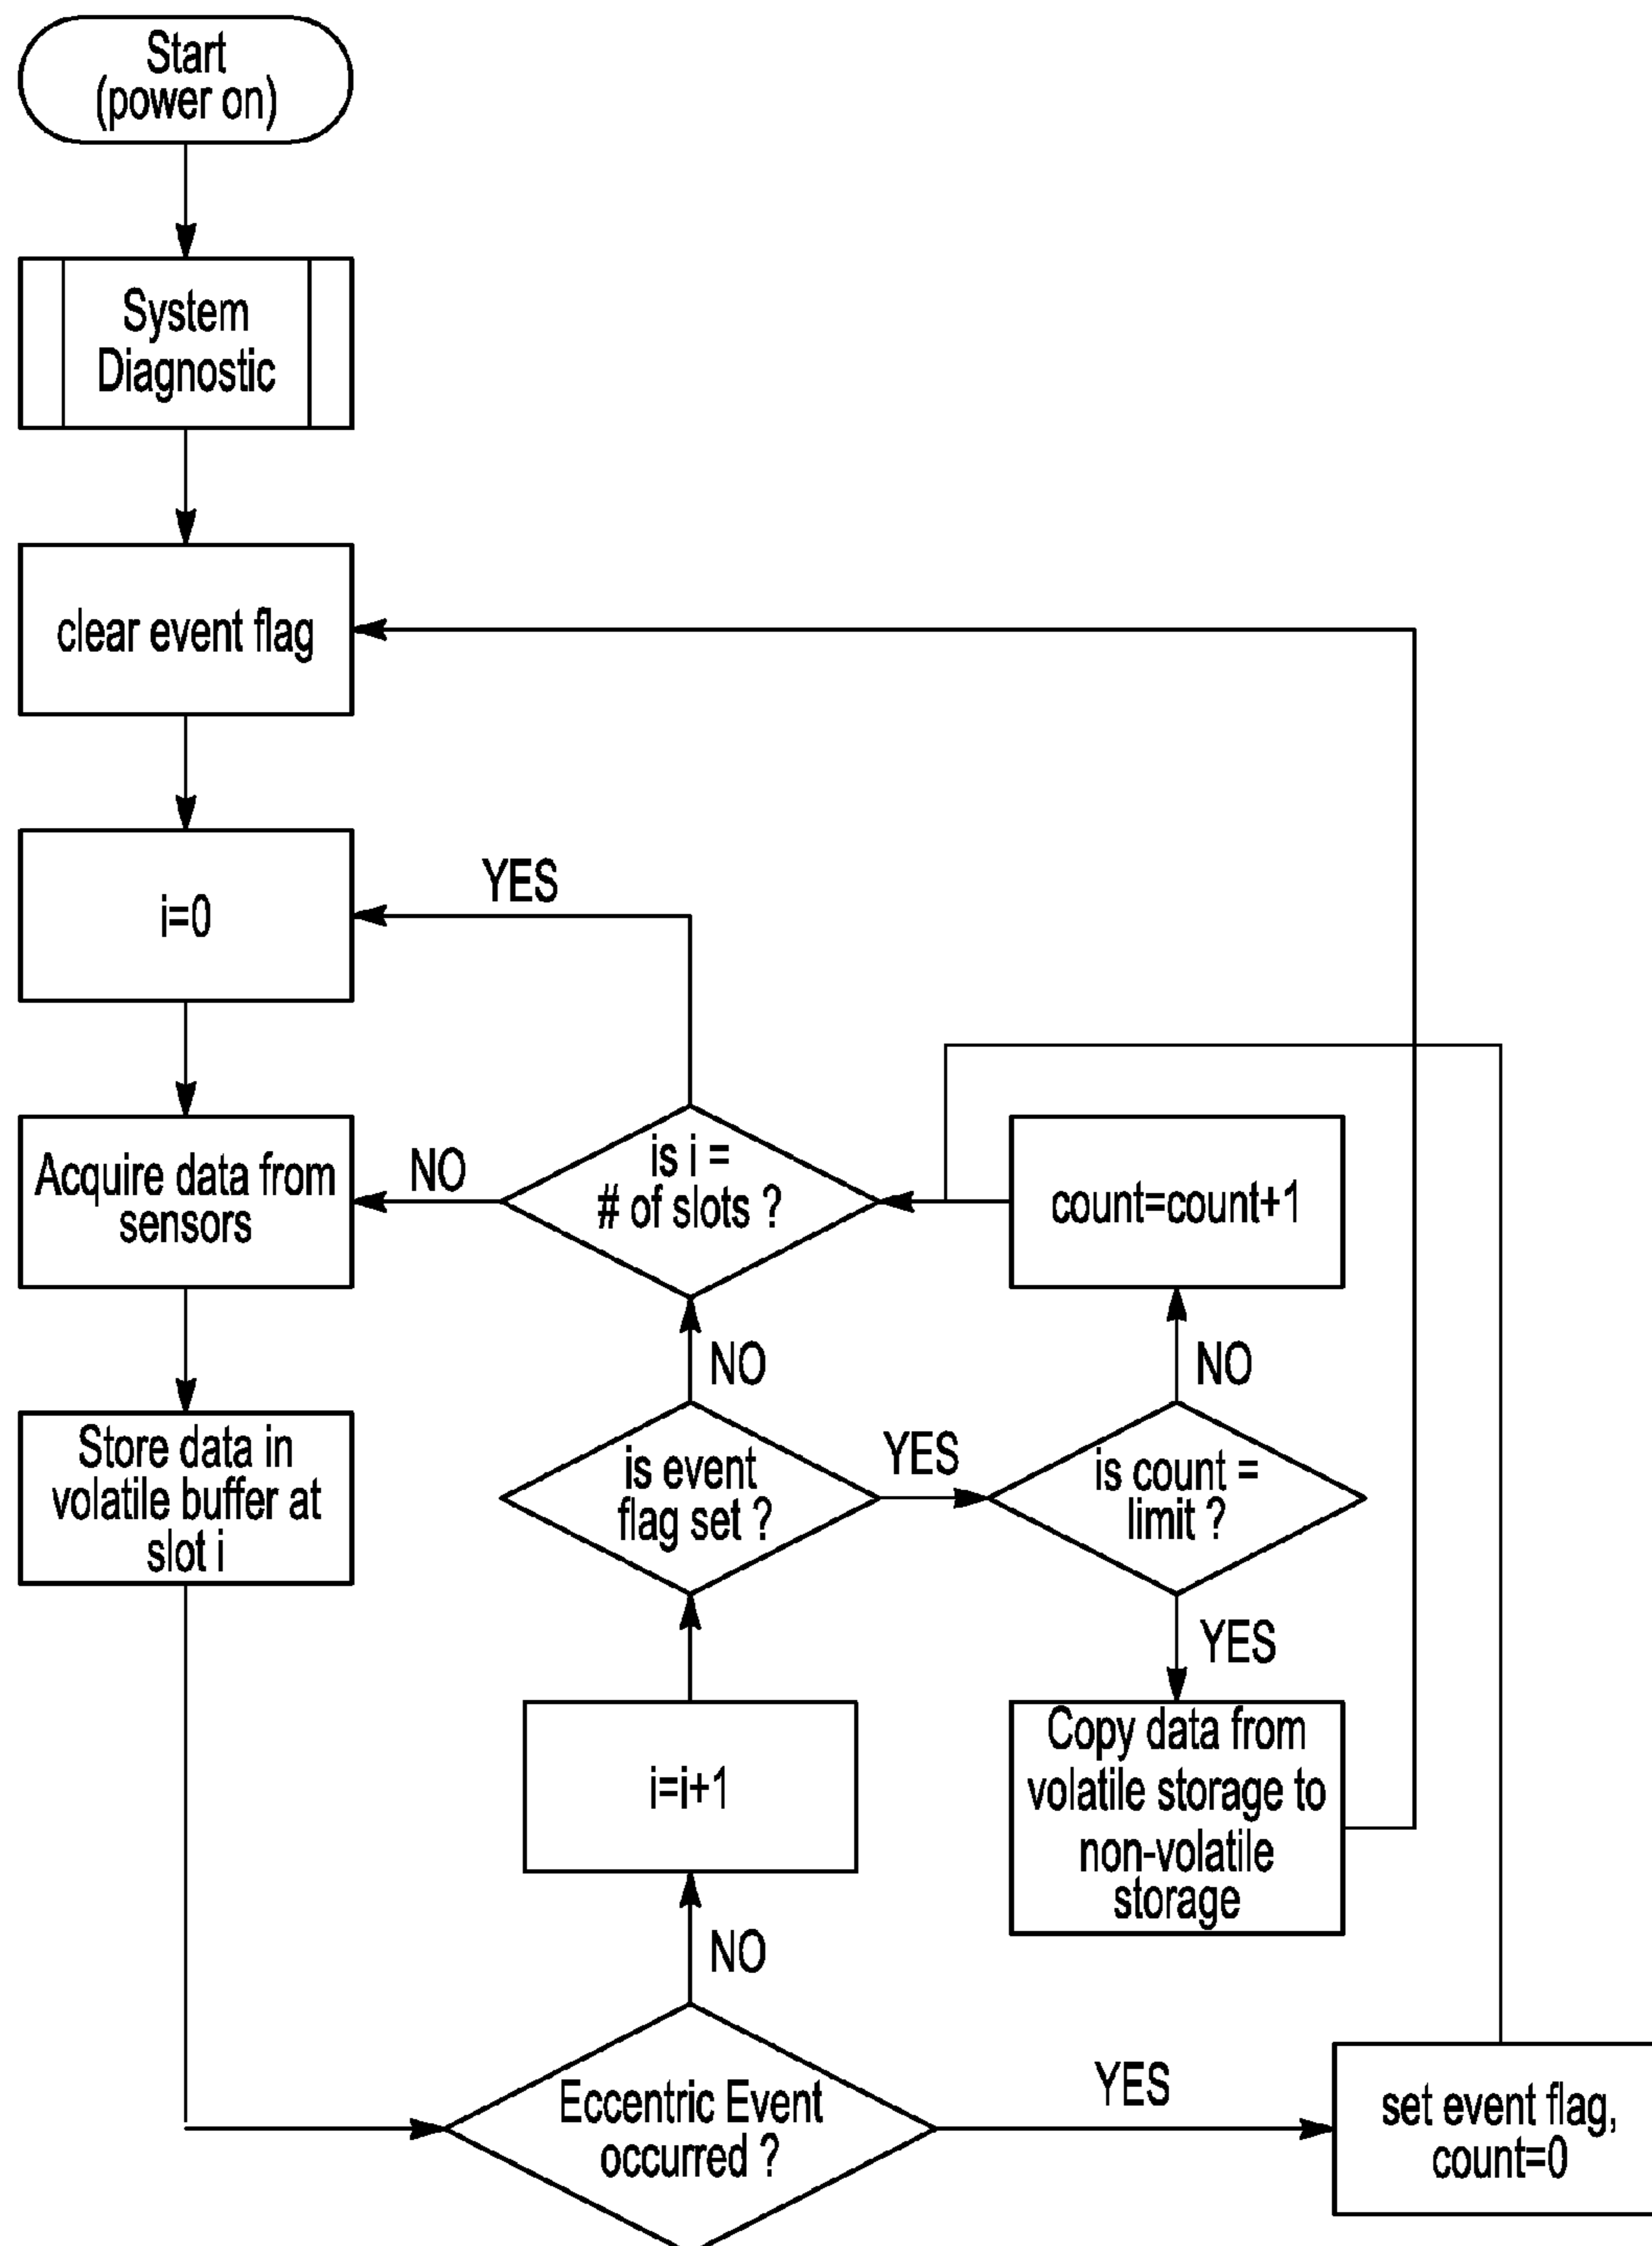 Start
(power on)
System
Diagnostic
clear event flag
i=0
YES
Acquire data from
sensors
NO
is i =
# of slots ?
count=count+1
NO
NO
Store data in
volatile buffer at
slot i
is event
flag set ?
YES
is count =
limit ?
YES
i=i+1
Copy data from
volatile storage to
non-volatile
storage
NO
Eccentric Event
occurred ?
YES
set event flag,
count=0